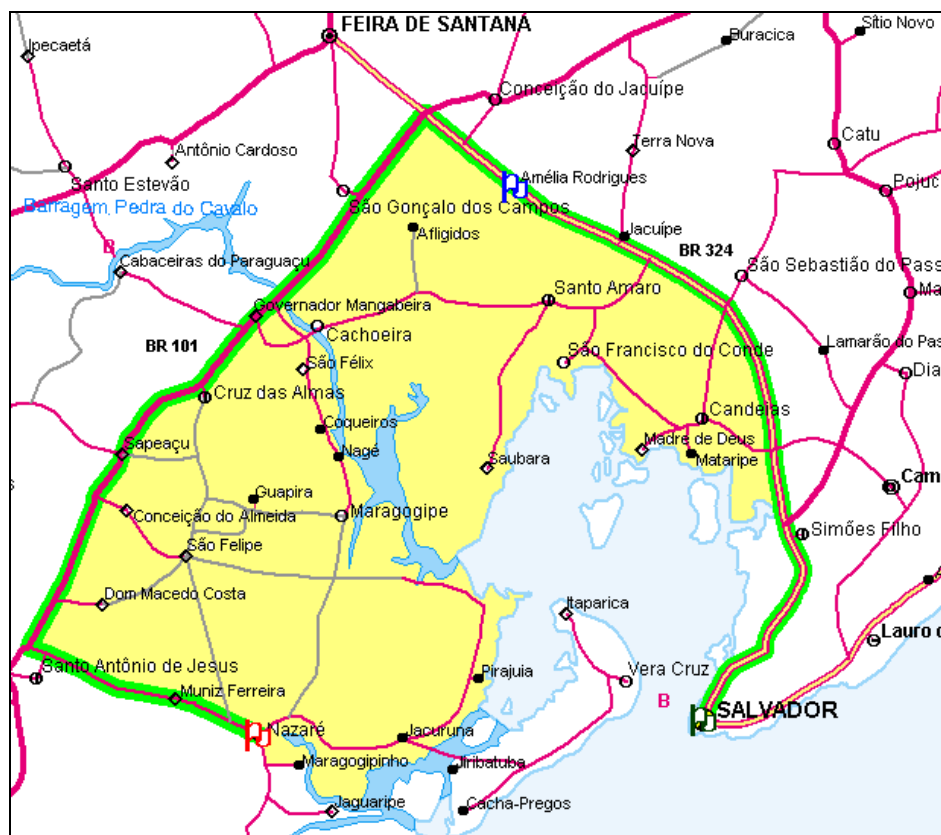 FEIRA DE SANTANA
Sítio Novo
Buracica
Ipecaetá
Conceição do Jacuípe
Catu
Terra Nova
Antônio Cardoso
Santo Estevão
Amélia Rodrigues
Pojuc
Barragem Pedra do Cavalo
São Gonçalo dos Campos
Afligidos
Jacuípe
B
BR 324
Cabaceiras do Paraguaçu
São Sebastião do Pass
Santo Amaro
Ma
Governador Mangabeira
Cachoeira
BR 101
Lamarão do Pas
São Francisco do Conde
São Félix
Dia
Cruz das Almas
Candeias
Coqueiros
Sapeaçu
Nagé
Madre de Deus
Mataripe
Saubara
Cam
s
Guapira
Conceição do Almeida
Maragogipe
Simões Filho
São Felipe
Dom Macedo Costa
Itaparica
Lauro d
Santo Antônio de Jesus
Pirajuia
Vera Cruz
Muniz Ferreira
B
SALVADOR
Nazaré
Jacuruna
Maragogipinho
Jiribatuba
Jaguaripe
Cacha-Pregos